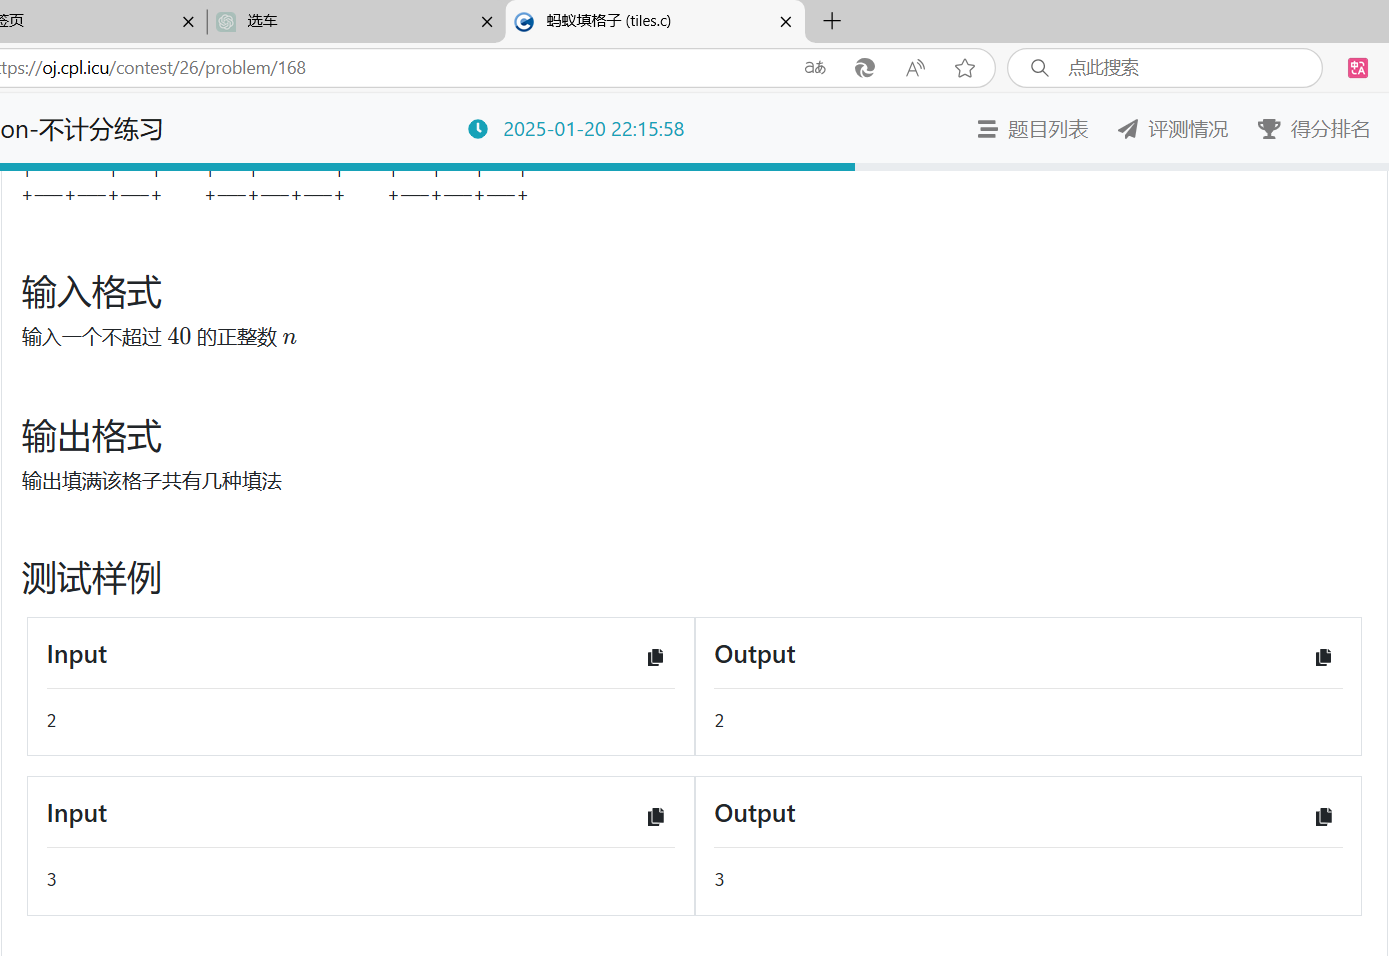 签页
选车
蚂蚁填格子 (tiles.c)
ttps://oj.cpl.icu/contest/26/problem/168
点此搜索
on-不计分练习
2025-01-20 22:15:58
题目列表
评测情况
得分排名
+——+——+——+ +——+——+——+ +——+——+——+
输入格式
输入一个不超过 40 的正整数 n
输出格式
输出填满该格子共有几种填法
测试样例
Input
Output
2
2
Input
Output
3
3